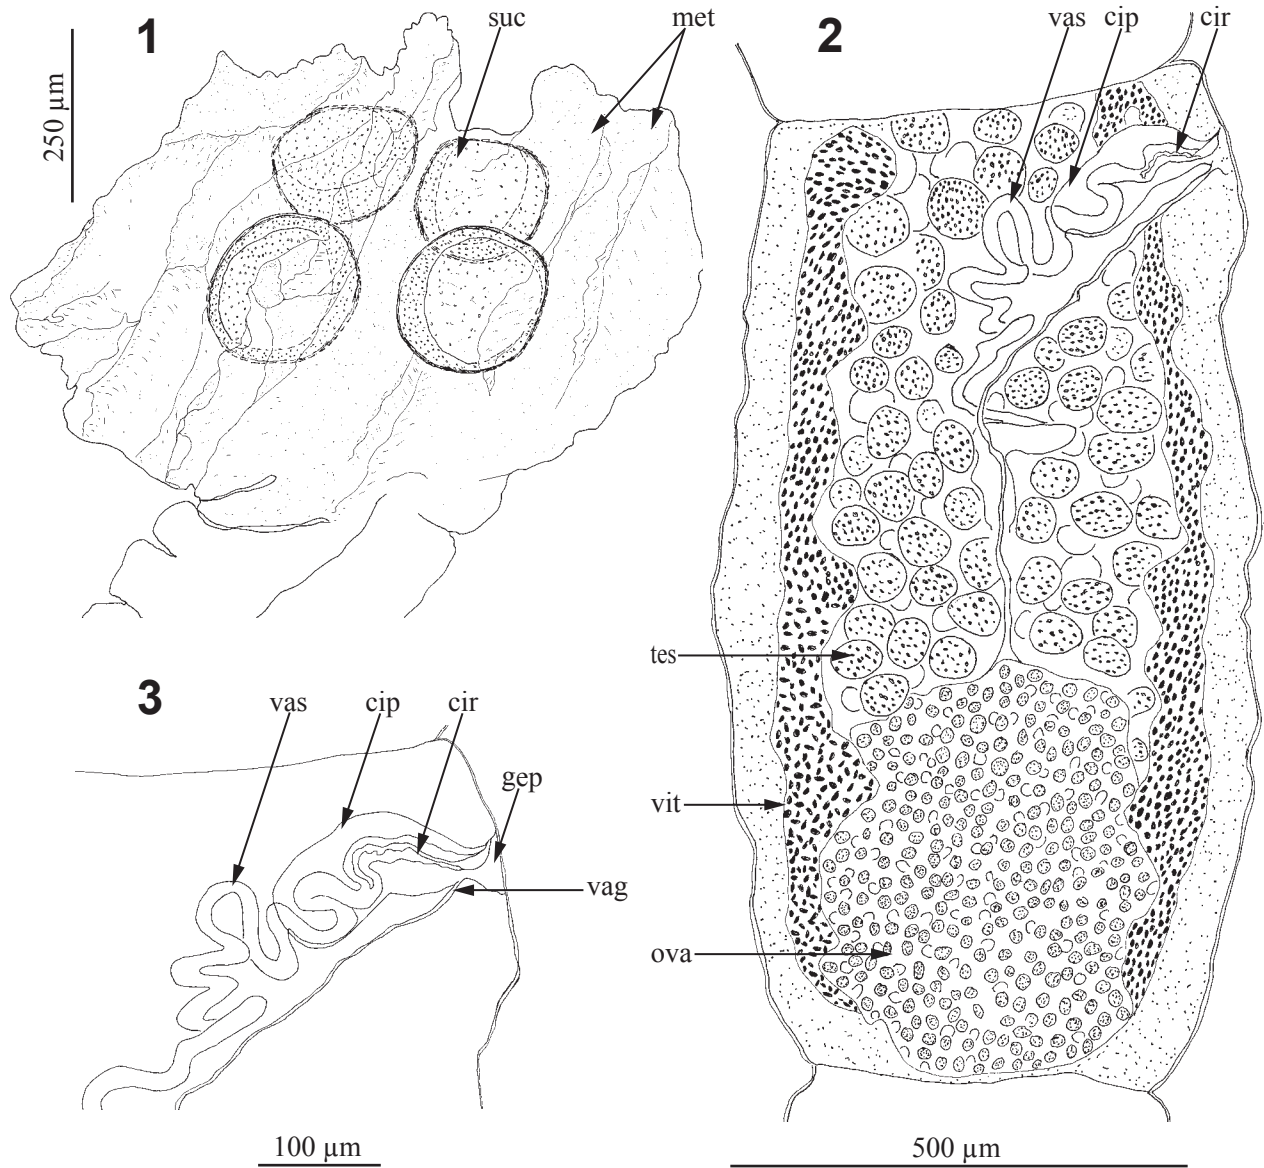 1
suc
met
250 µm
2
vas
cip
cir
tes
vit
ova
500 µm
3
vas
cip
cir
gep
vag
100 µm